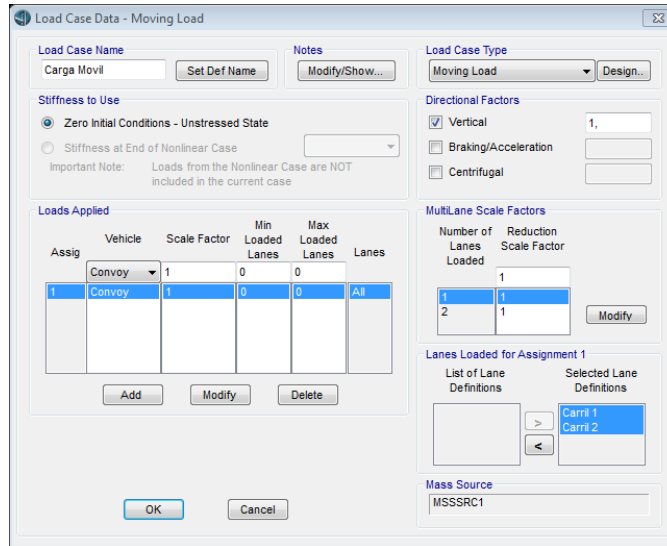 Load Case Data - Moving Load
Load Case Name
Carga Movil
Set Def Name
Notes
Modify/Show...
Load Case Type
Moving Load
Design..
Stiffness to Use
Zero Initial Conditions - Unstressed State
Stiffness at End of Nonlinear Case
Important Note: Loads from the Nonlinear Case are NOT
included in the current case
Directional Factors
Vertical
1,
Braking/Acceleration
Centrifugal
Loads Applied
Assig
Vehicle
Scale Factor
Min
Loaded
Lanes
Max
Loaded
Lanes
Lanes
Convoy 1 0 0
1 Convoy 1 0 0 All
Add
Modify
Delete
MultiLane Scale Factors
Number of
Lanes
Loaded
Reduction
Scale Factor
1
1 1
2 1
Modify
Lanes Loaded for Assignment 1
List of Lane
Definitions
Selected Lane
Definitions
>
<
Carril 1
Carril 2
Mass Source
MSSSRC1
OK
Cancel